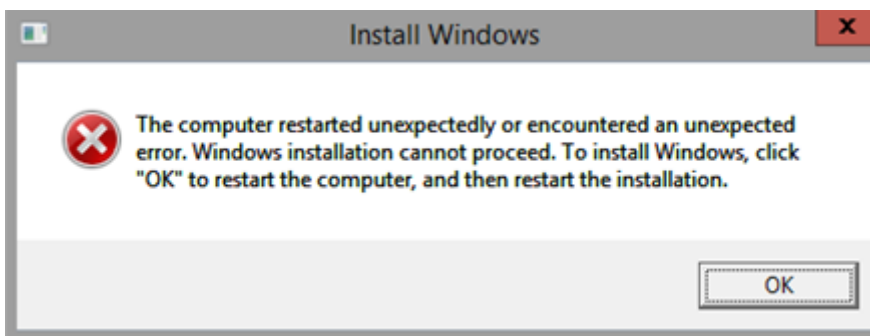 Install Windows
x
The computer restarted unexpectedly or encountered an unexpected
error. Windows installation cannot proceed. To install Windows, click
"OK" to restart the computer, and then restart the installation.
OK